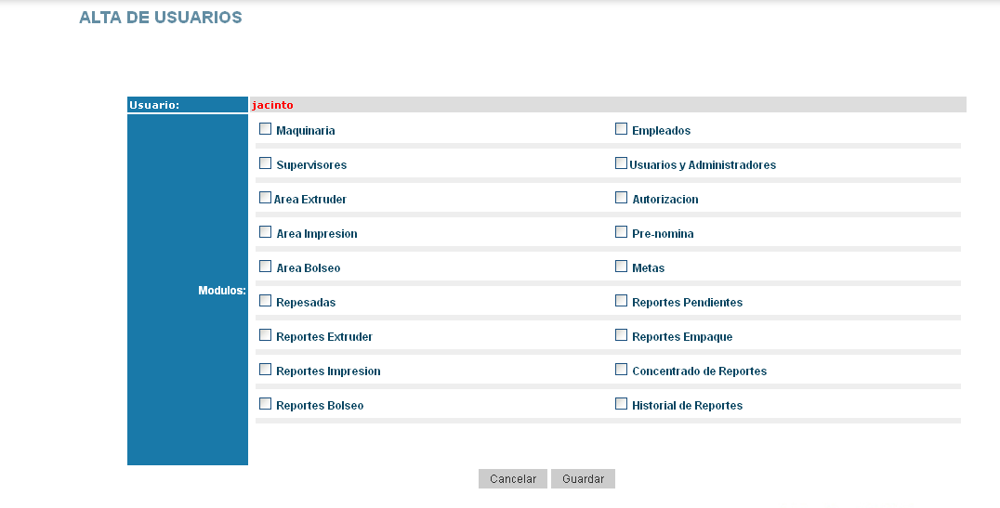 ALTA DE USUARIOS
Usuario: jacinto
Maquinaria Empleados
Supervisores Usuarios y Administradores
Area Extruder Autorizacion
Area Impresion Pre-nomina
Area Bolseo Metas
Modulos:
Repesadas Reportes Pendientes
Reportes Extruder Reportes Empaque
Reportes Impresion Concentrado de Reportes
Reportes Bolseo Historial de Reportes
Cancelar Guardar